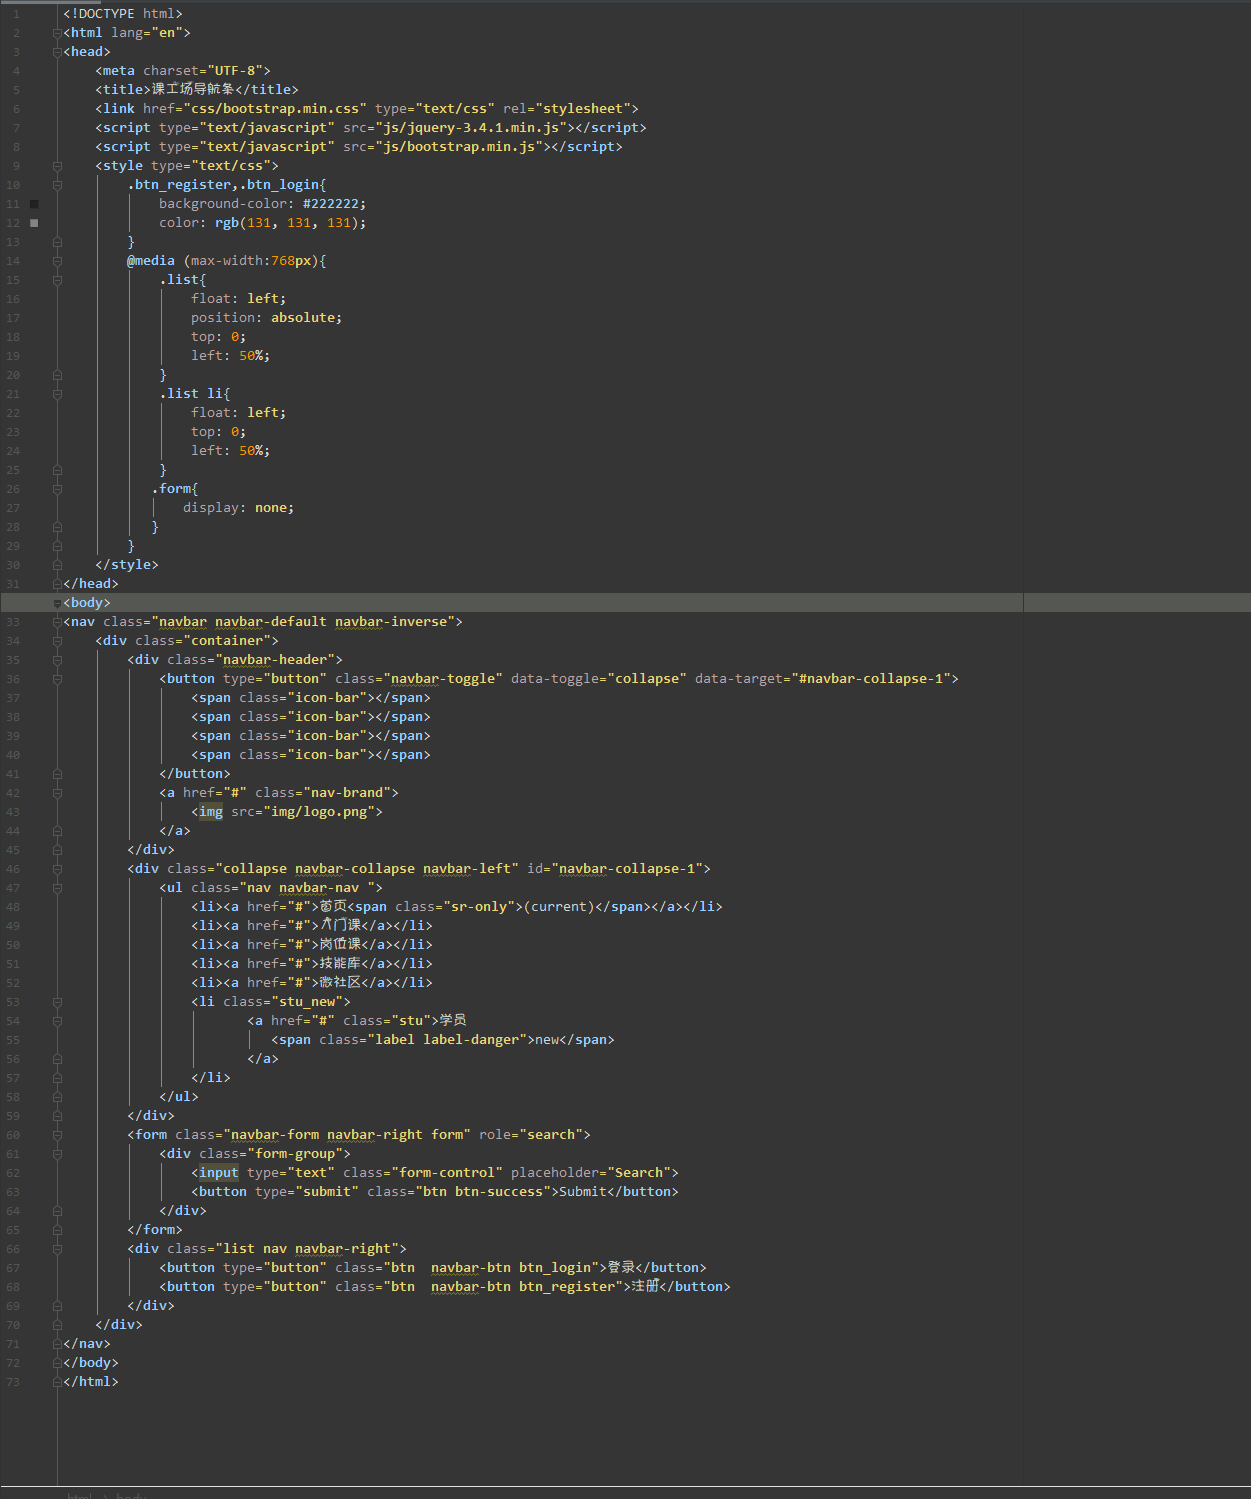 1 <!DOCTYPE html>
2 <html lang="en">
3 <head>
4 <meta charset="UTF-8">
5 <title>课工场导航条</title>
6 <link href="css/bootstrap.min.css" type="text/css" rel="stylesheet">
7 <script type="text/javascript" src="js/jquery-3.4.1.min.js"></script>
8 <script type="text/javascript" src="js/bootstrap.min.js"></script>
9 <style type="text/css">
10 .btn_register,.btn_login{
11 background-color: #222222;
12 color: rgb(131, 131, 131);
13 }
14 @media (max-width:768px){
15 .list{
16 float: left;
17 position: absolute;
18 top: 0;
19 left: 50%;
20 }
21 .list li{
22 float: left;
23 top: 0;
24 left: 50%;
25 }
26 .form{
27 display: none;
28 }
29 }
30 </style>
31 </head>
<body>
33 <nav class="navbar navbar-default navbar-inverse">
34 <div class="container">
35 <div class="navbar-header">
36 <button type="button" class="navbar-toggle" data-toggle="collapse" data-target="#navbar-collapse-1">
37 <span class="icon-bar"></span>
38 <span class="icon-bar"></span>
39 <span class="icon-bar"></span>
40 <span class="icon-bar"></span>
41 </button>
42 <a href="#" class="nav-brand">
43 <img src="img/logo.png">
44 </a>
45 </div>
46 <div class="collapse navbar-collapse navbar-left" id="navbar-collapse-1">
47 <ul class="nav navbar-nav ">
48 <li><a href="#">首页<span class="sr-only">(current)</span></a></li>
49 <li><a href="#">入门课</a></li>
50 <li><a href="#">岗位课</a></li>
51 <li><a href="#">技能库</a></li>
52 <li><a href="#">微社区</a></li>
53 <li class="stu_new">
54 <a href="#" class="stu">学员
55 <span class="label label-danger">new</span>
56 </a>
57 </li>
58 </ul>
59 </div>
60 <form class="navbar-form navbar-right form" role="search">
61 <div class="form-group">
62 <input type="text" class="form-control" placeholder="Search">
63 <button type="submit" class="btn btn-success">Submit</button>
64 </div>
65 </form>
66 <div class="list nav navbar-right">
67 <button type="button" class="btn  navbar-btn btn_login">登录</button>
68 <button type="button" class="btn  navbar-btn btn_register">注册</button>
69 </div>
70 </div>
71 </nav>
72 </body>
73 </html>
html › body